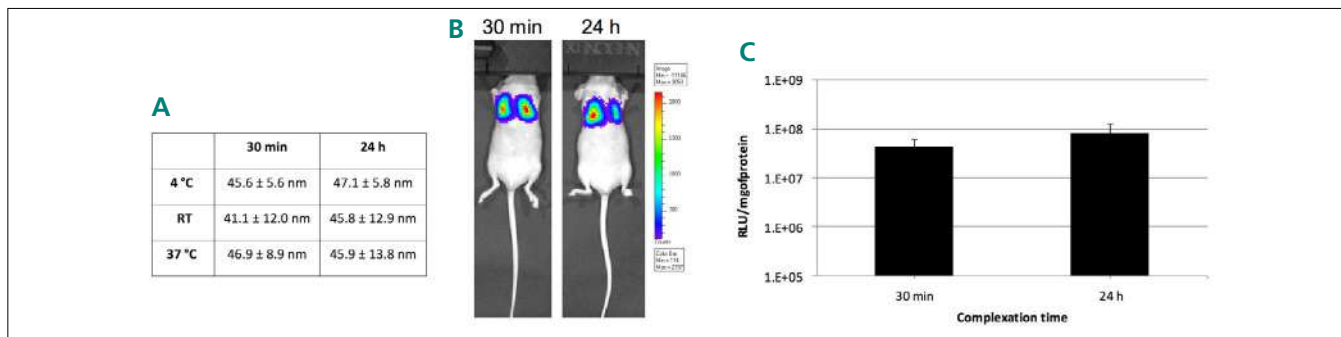 A
30 min 24 h
4 °C 45.6 ± 5.6 nm 47.1 ± 5.8 nm
RT 41.1 ± 12.0 nm 45.8 ± 12.9 nm
37 °C 46.9 ± 8.9 nm 45.9 ± 13.8 nm
B
30 min 24 h
Image
C
RLU/mgofprotein
1.E+09
1.E+08
1.E+07
1.E+06
1.E+05
30 min 24 h
Complexation time